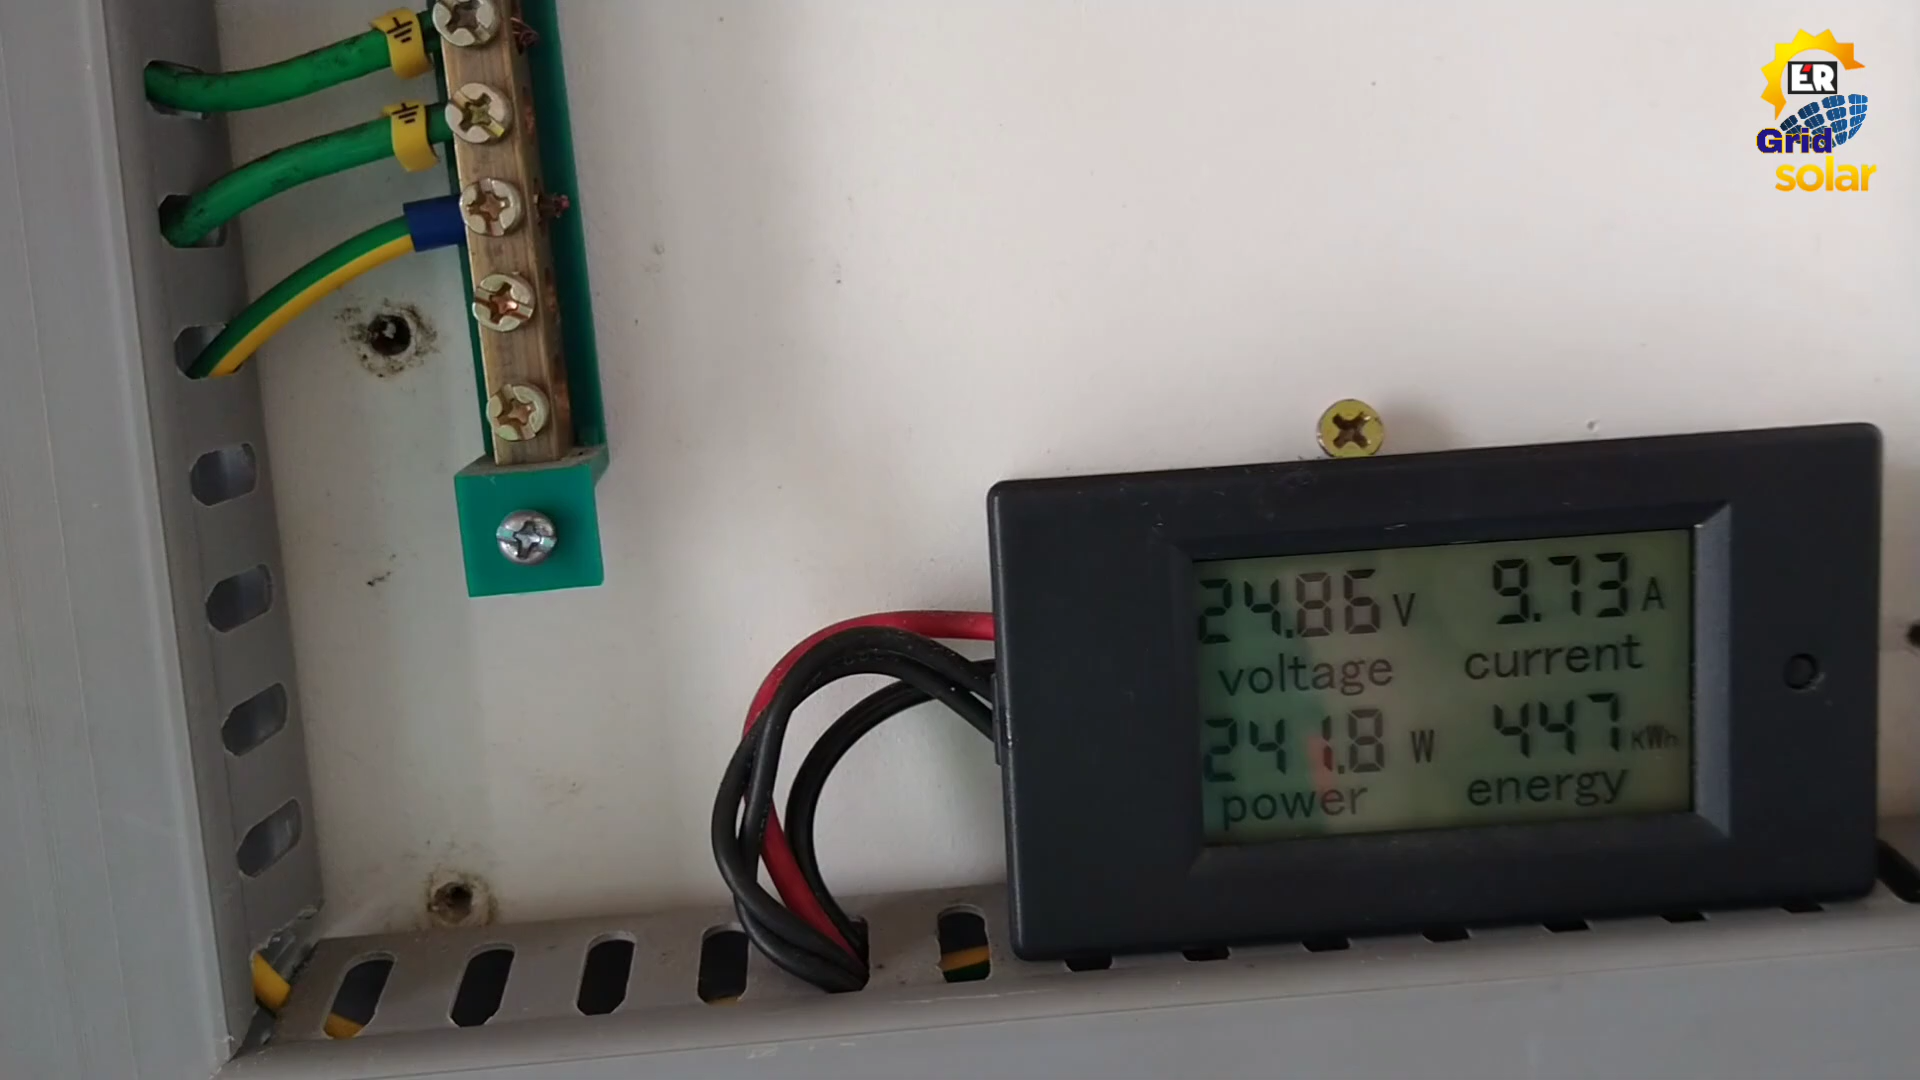 ER
Grid
solar
24.86 V 9.73 A
voltage current
241.8 W 447 KWh
power energy